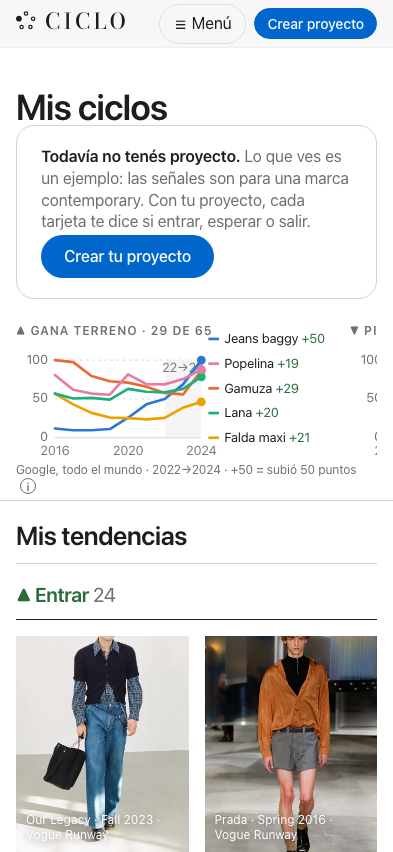 CICLO
≡ Menú
Crear proyecto
Mis ciclos
Todavía no tenés proyecto. Lo que ves es
un ejemplo: las señales son para una marca
contemporary. Con tu proyecto, cada
tarjeta te dice si entrar, esperar o salir.
Crear tu proyecto
▲ GANA TERRENO · 29 DE 65
100
50
0
2016
2020
2024
22→2
Jeans baggy +50
Popelina +19
Gamuza +29
Lana +20
Falda maxi +21
Google, todo el mundo · 2022→2024 · +50 = subió 50 puntos
i
▼ PI
Mis tendencias
▲ Entrar 24
Our Legacy · Fall 2023 ·
Vogue Runway
Prada · Spring 2016 ·
Vogue Runway